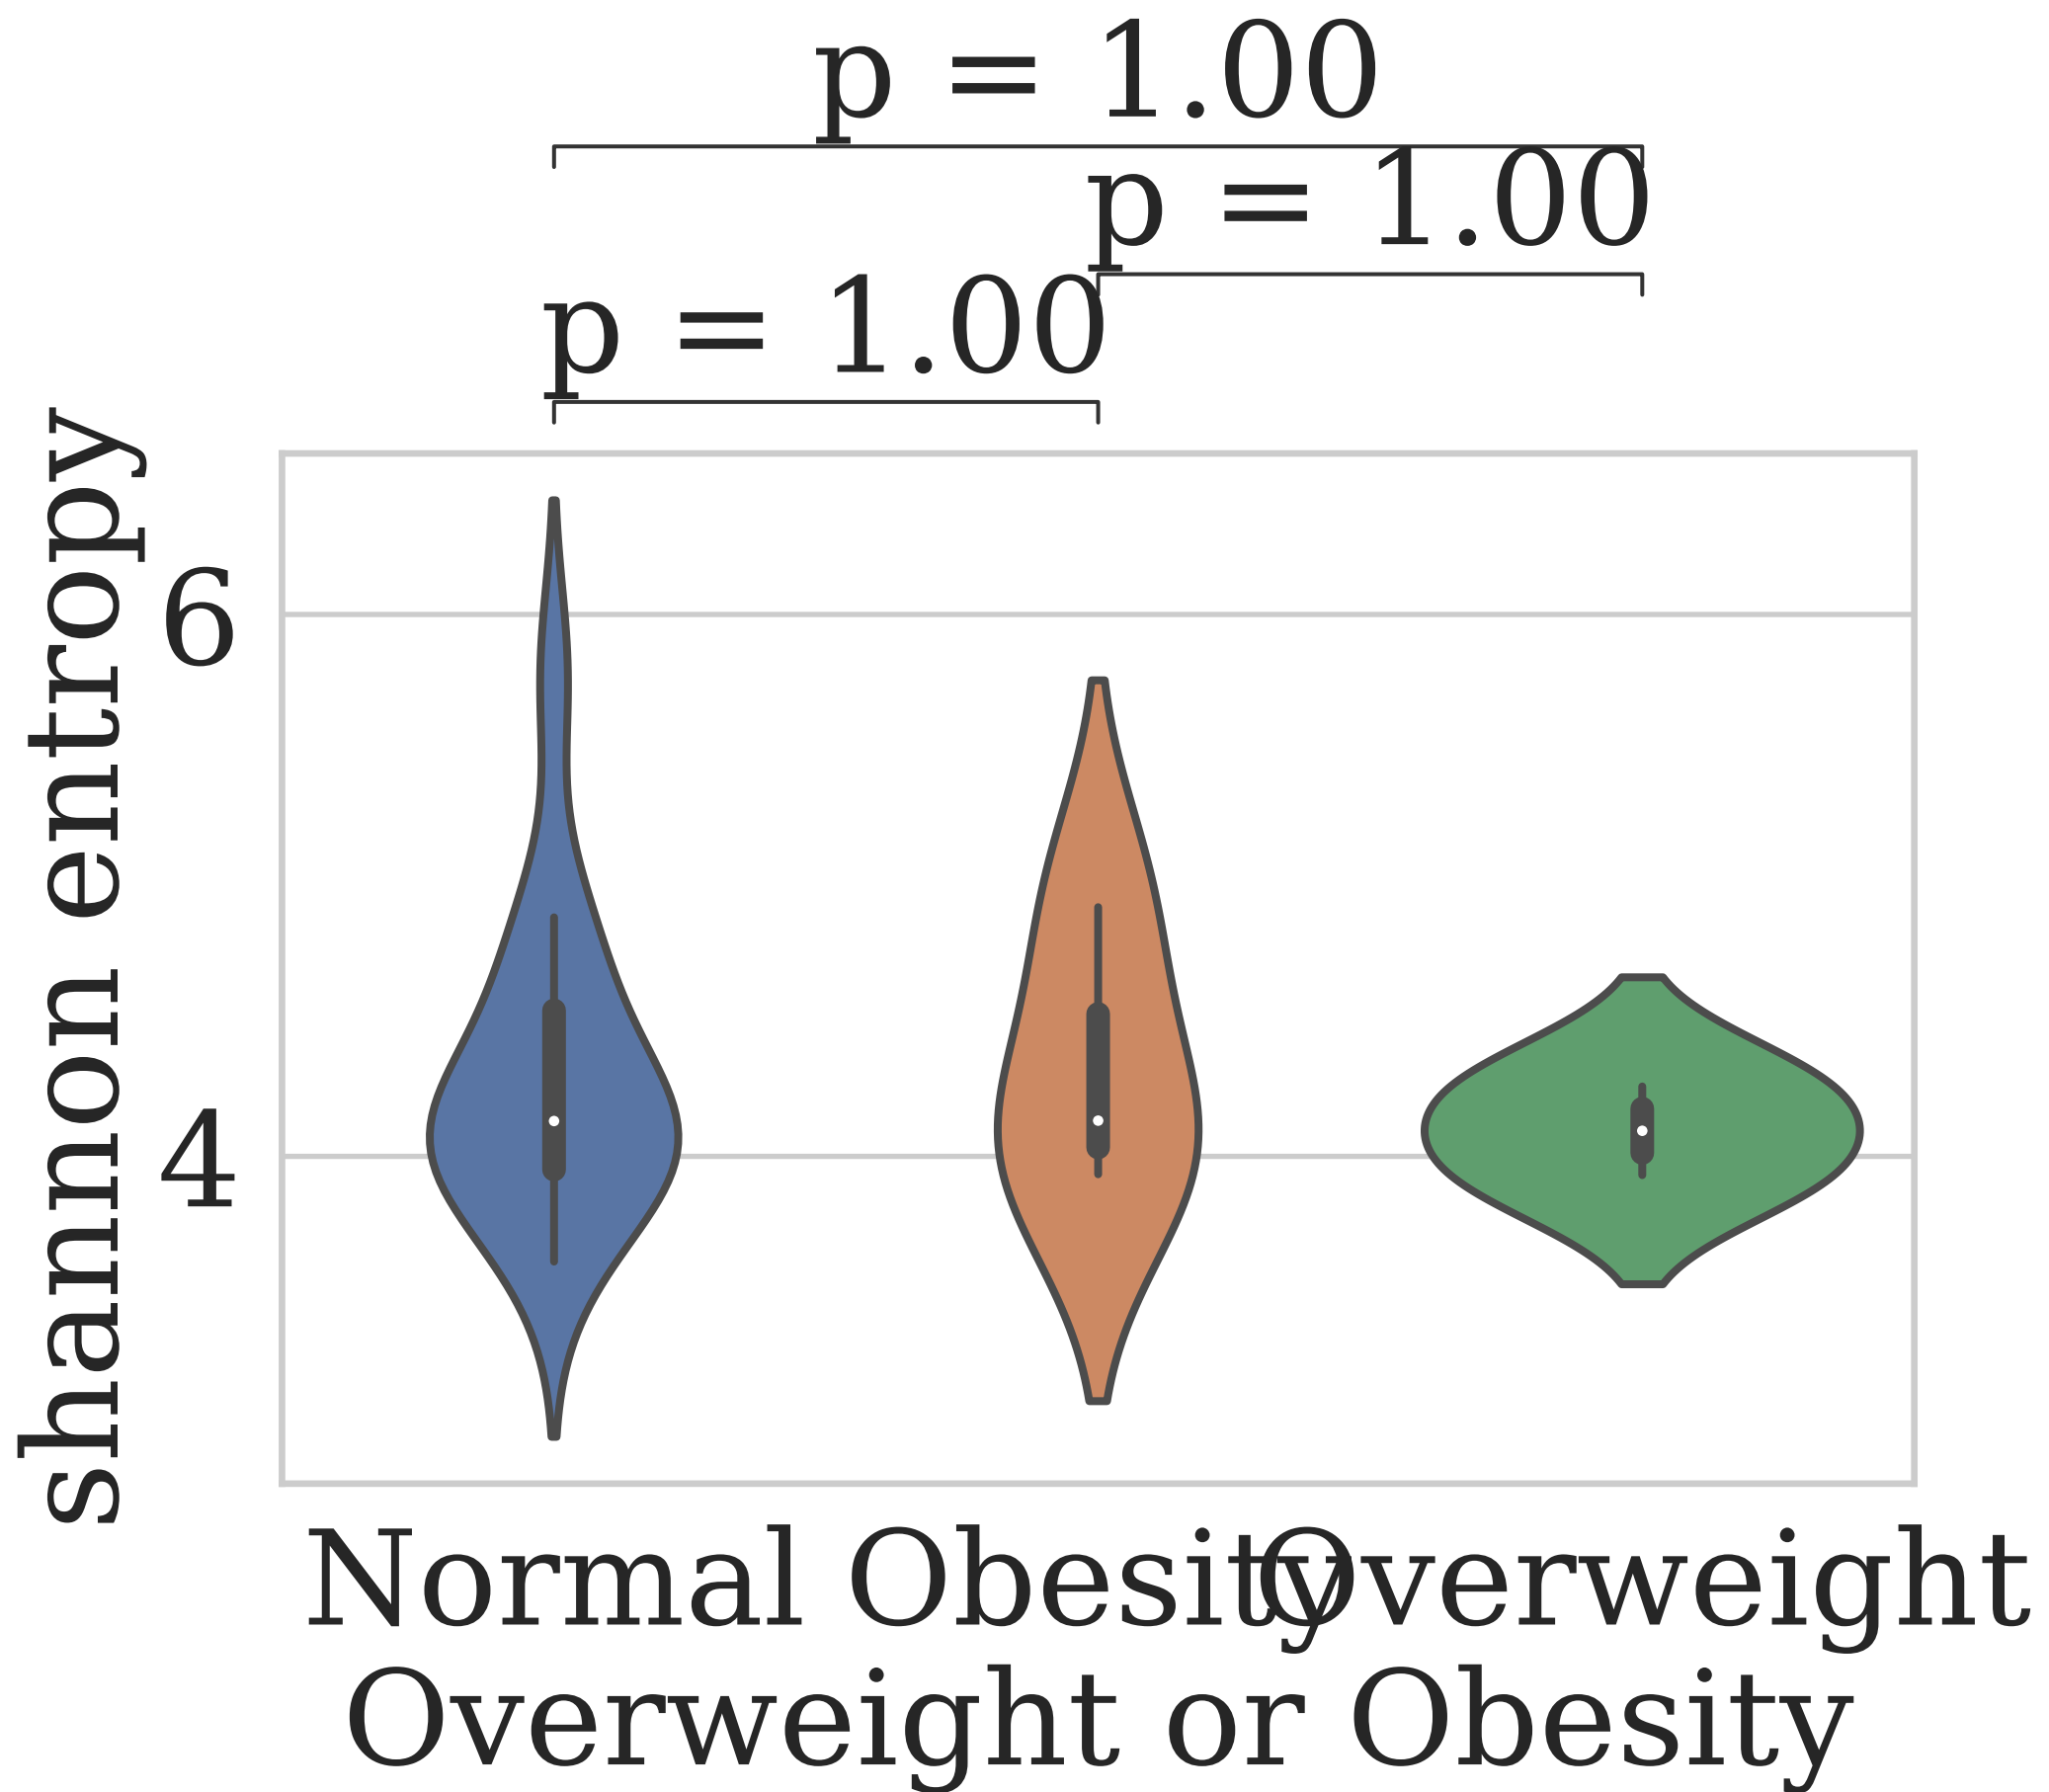 p = 1.00
p = 1.00
p = 1.00
shannon entropy
6
4
Normal Obesity Overweight
Overweight or Obesity